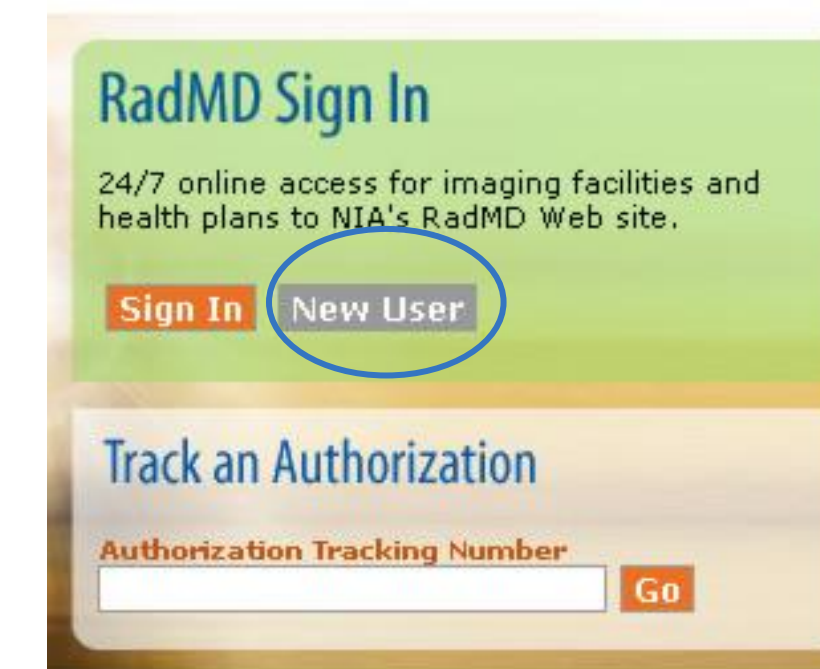 RadMD Sign In
24/7 online access for imaging facilities and
health plans to NIA's RadMD Web site.
Sign In New User
Track an Authorization
Authorization Tracking Number
Go